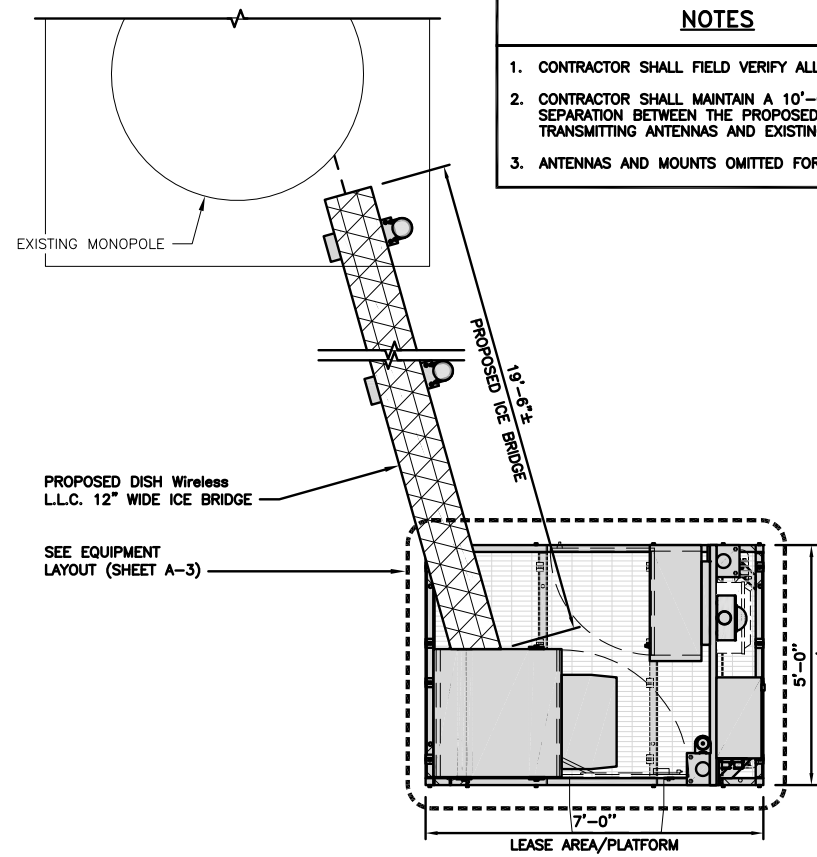 NOTES
1. CONTRACTOR SHALL FIELD VERIFY ALL
2. CONTRACTOR SHALL MAINTAIN A 10'-
SEPARATION BETWEEN THE PROPOSED
TRANSMITTING ANTENNAS AND EXISTING
3. ANTENNAS AND MOUNTS OMITTED FOR
EXISTING MONOPOLE
19'-6"±
PROPOSED ICE BRIDGE
PROPOSED DISH Wireless
L.L.C. 12" WIDE ICE BRIDGE
SEE EQUIPMENT
LAYOUT (SHEET A-3)
5'-0"
7'-0"
LEASE AREA/PLATFORM